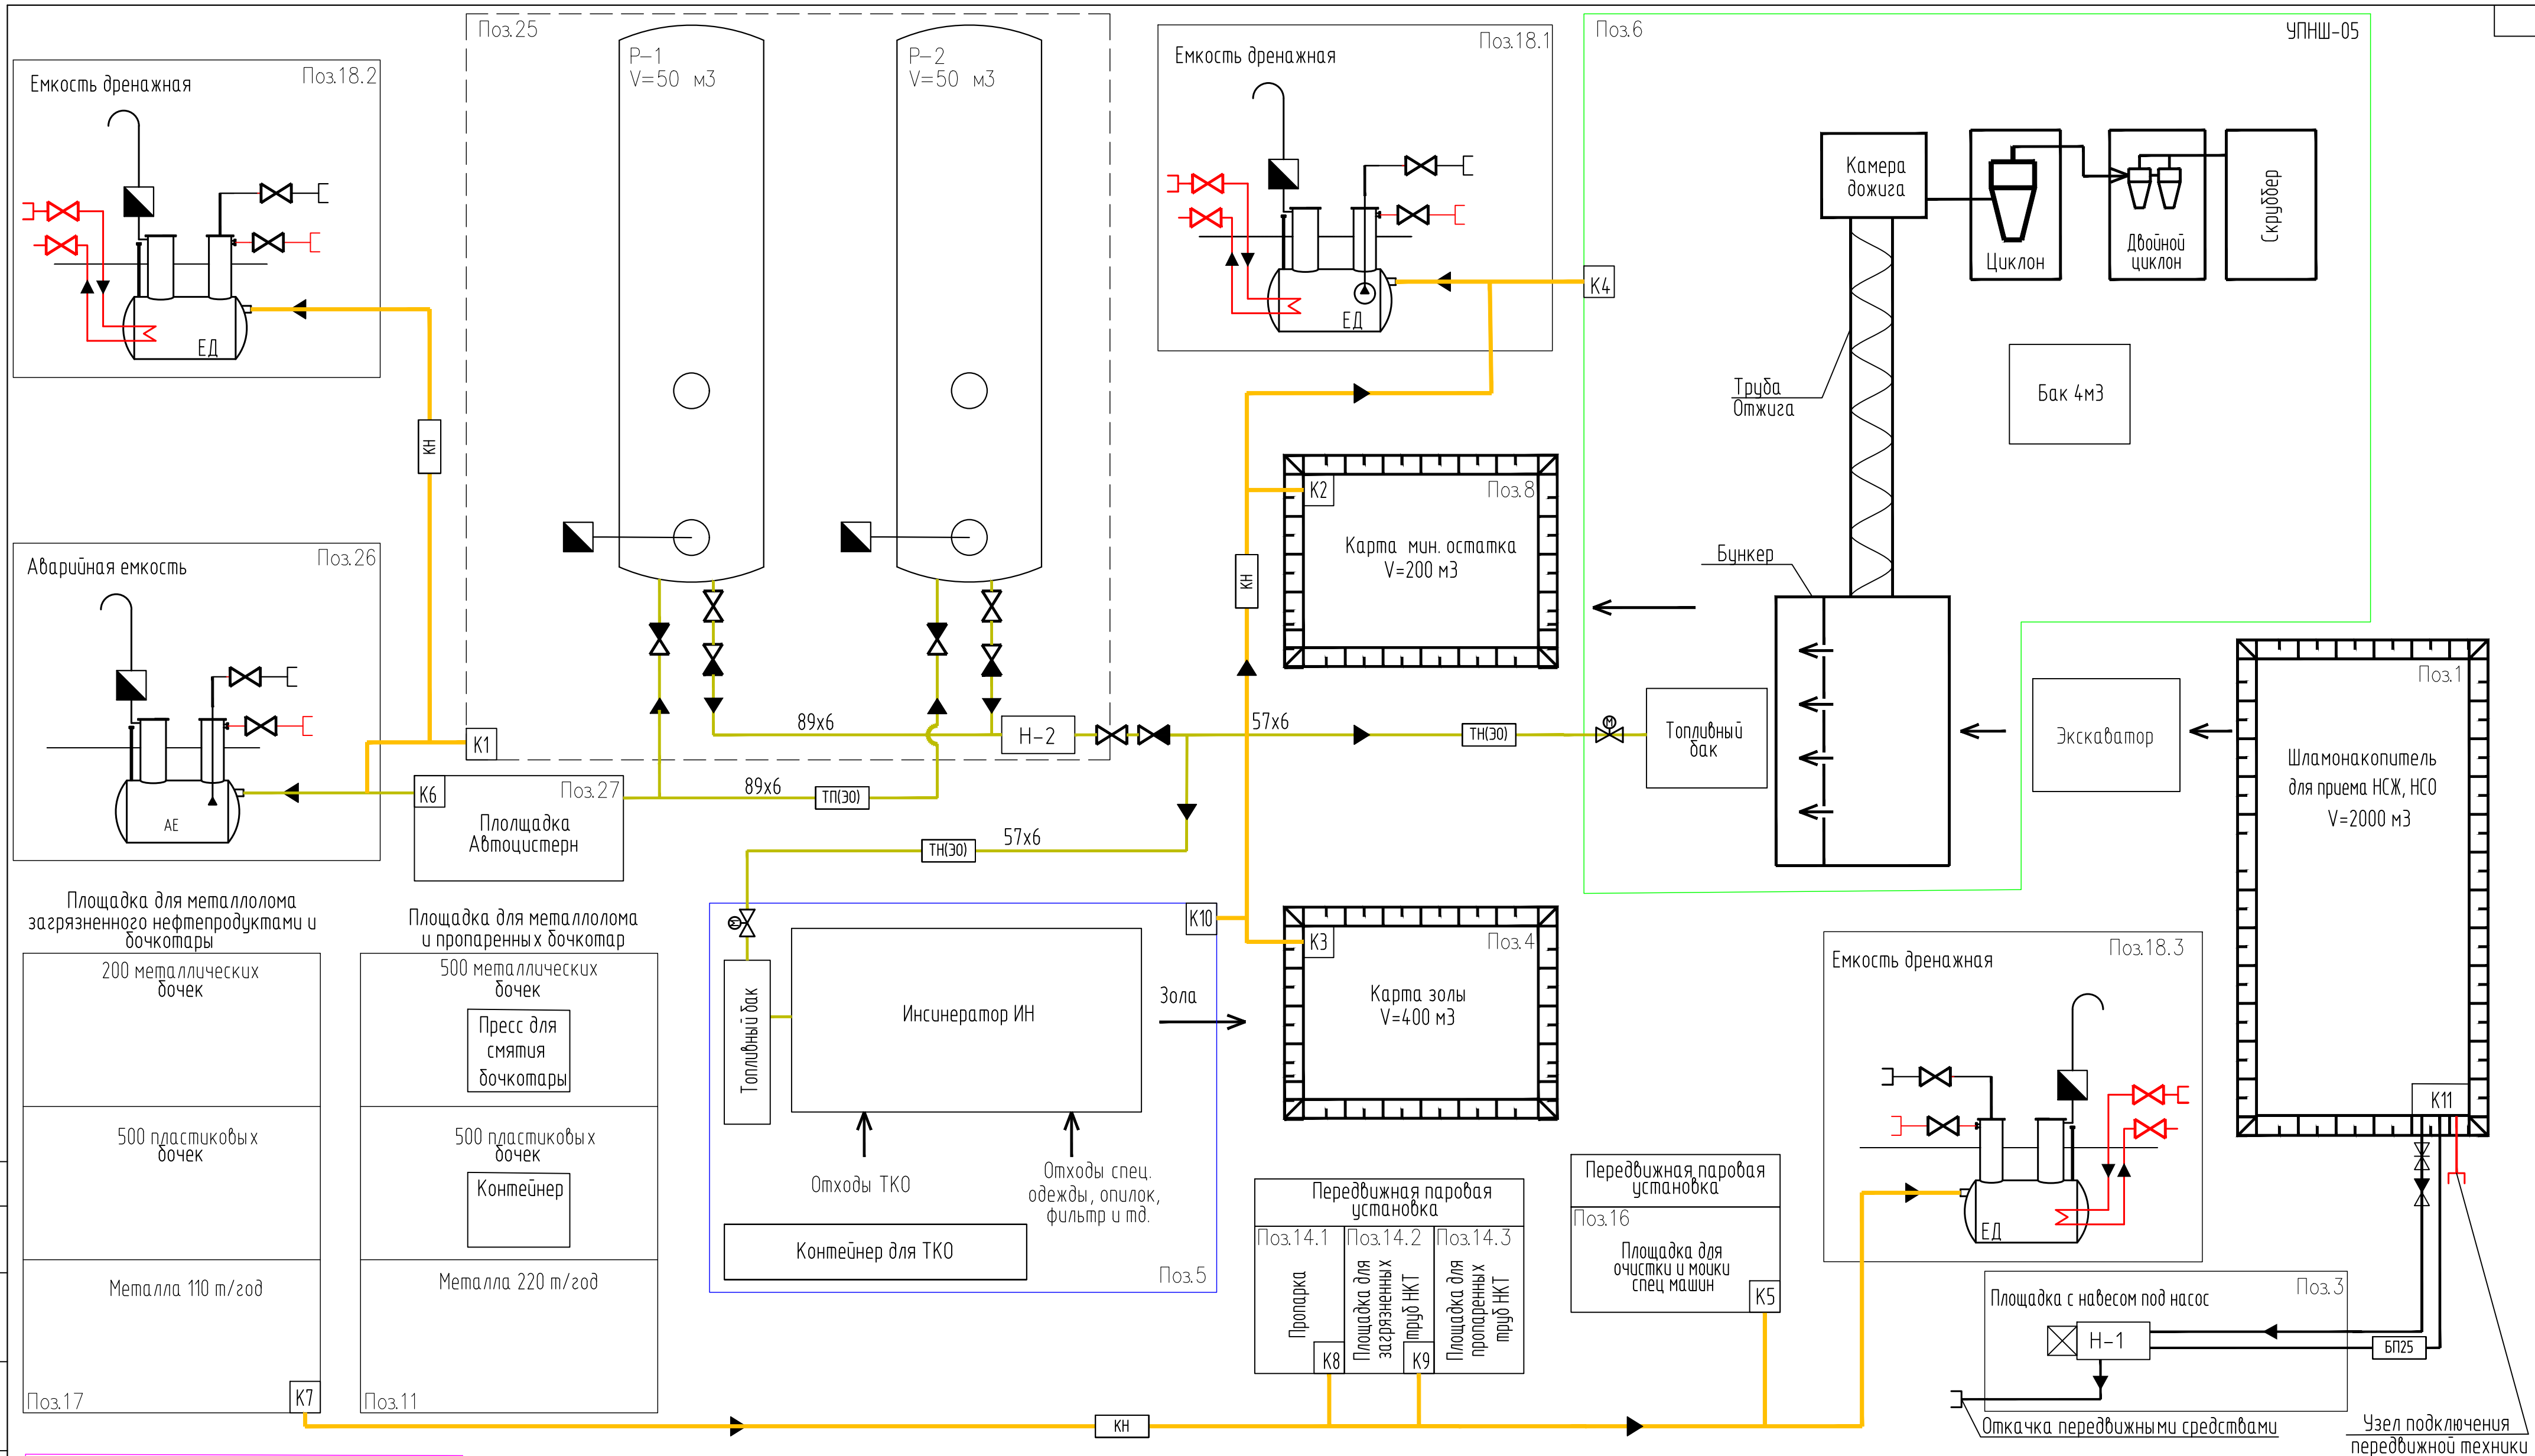 Поз.18.2
Емкость дренажная
ЕД
КН
Поз.26
Аварийная емкость
АЕ
Поз.25
Р-1
V=50 м3
Р-2
V=50 м3
К1
89х6
Н-2
57х6
ТН(ЭО)
К6
Поз.27
Плолщадка
Автоцистерн
89х6
ТП(ЭО)
ТН(ЭО)
57х6
Поз.18.1
Емкость дренажная
ЕД
К4
КН
К2
Поз.8
Карта мин. остатка
V=200 м3
Поз.6
УПНШ-05
Камера
дожига
Циклон
Двойной
циклон
Скруббер
Труба
Отжига
Бак 4м3
Бункер
Топливный
бак
Экскаватор
Поз.1
Шламонакопитель
для приема НСЖ, НСО
V=2000 м3
К11
Площадка для металлолома
загрязненного нефтепродуктами и
бочкотары
200 металлических
бочек
500 пластиковых
бочек
Металла 110 т/год
Поз.17
К7
Площадка для металлолома
и пропаренных бочкотар
500 металлических
бочек
Пресс для
смятия
бочкотары
500 пластиковых
бочек
Контейнер
Металла 220 т/год
Поз.11
К10
Топливный бак
Инсинератор ИН
Зола
Отходы ТКО
Отходы спец.
одежды, опилок,
фильтр и тд.
Контейнер для ТКО
Поз.5
К3
Поз.4
Карта золы
V=400 м3
Передвижная паровая
установка
Поз.14.1
Пропарка
К8
Поз.14.2
Площадка для
загрязненных
труб НКТ
К9
Поз.14.3
Площадка для
пропаренных
труб НКТ
Передвижная паровая
установка
Поз.16
Площадка для
очистки и мойки
спец машин
К5
КН
Поз.18.3
Емкость дренажная
ЕД
Поз.3
Площадка с навесом под насос
Н-1
БП25
Откачка передвижными средствами
Узел подключения
передвижной техники